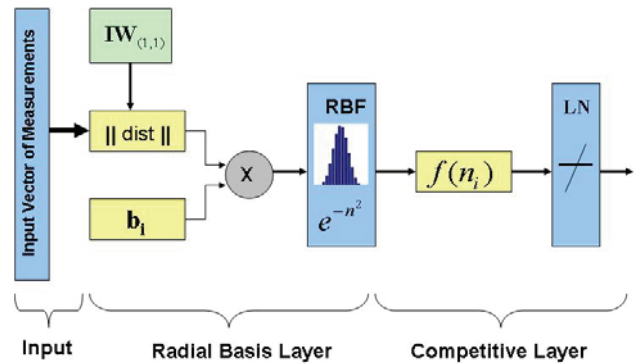 Input Vector of Measurements
IW(1,1)
|| dist ||
bi
X
RBF
e^-n^2
f(ni)
LN
Input
Radial Basis Layer
Competitive Layer